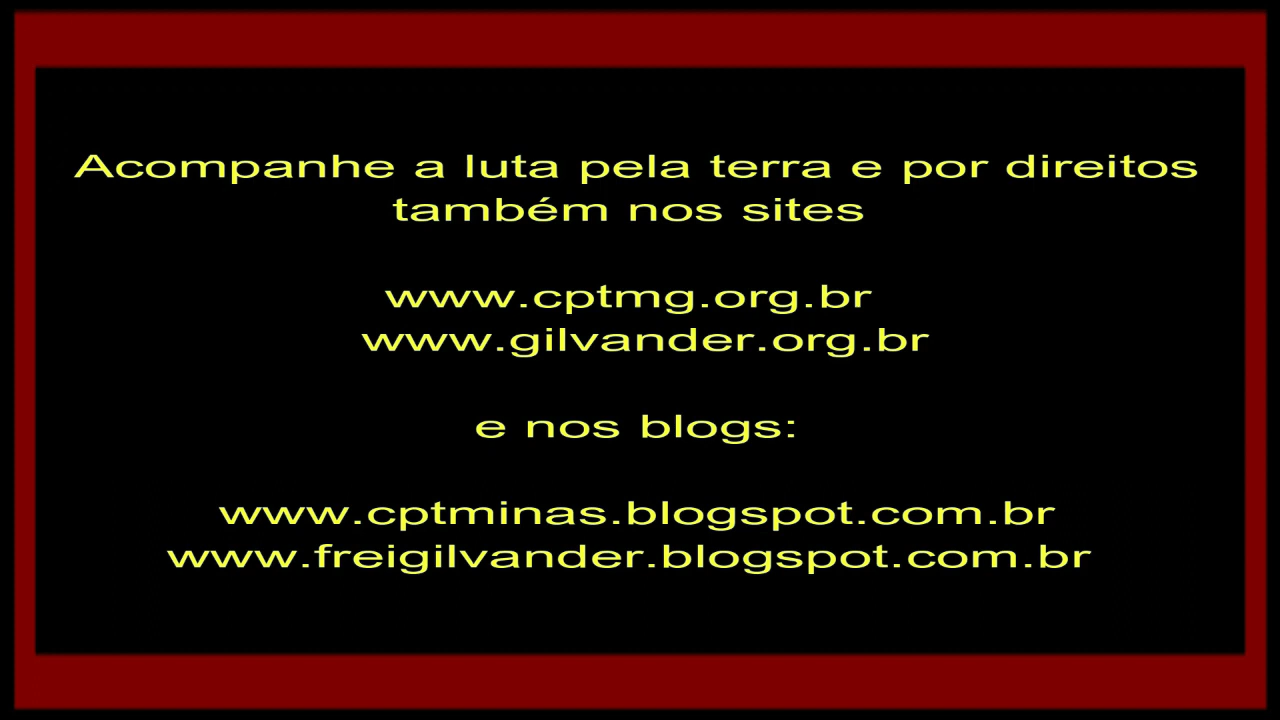 Acompanhe a luta pela terra e por direitos
também nos sites
www.cptmg.org.br
www.gilvander.org.br
e nos blogs:
www.cptminas.blogspot.com.br
www.freigilvander.blogspot.com.br